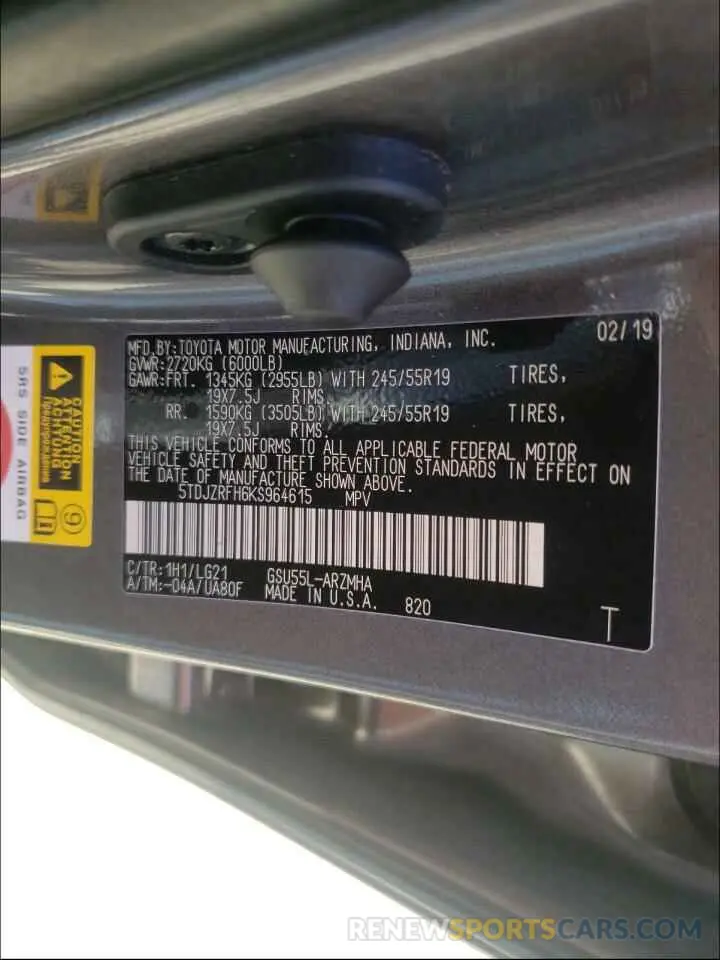 MFD.BY:TOYOTA MOTOR MANUFACTURING, INDIANA, INC. 02/19
GVWR:2720KG (6000LB)
GAWR:FRT. 1345KG (2955LB) WITH 245/55R19 TIRES,
19X7.5J RIMS.
RR. 1590KG (3505LB) WITH 245/55R19 TIRES,
19X7.5J RIMS.
THIS VEHICLE CONFORMS TO ALL APPLICABLE FEDERAL MOTOR
VEHICLE SAFETY AND THEFT PREVENTION STANDARDS IN EFFECT ON
THE DATE OF MANUFACTURE SHOWN ABOVE.
5TDJZRFH6KS964615 MPV
C/TR:1H1/LG21 GSU55L-ARZMHA
A/TM:-04A/UA80F MADE IN U.S.A. 820
T
SRS SIDE AIRBAG
CAUTION
ATTENTION
ACHTUNG
9
RENEWSPORTSCARS.COM